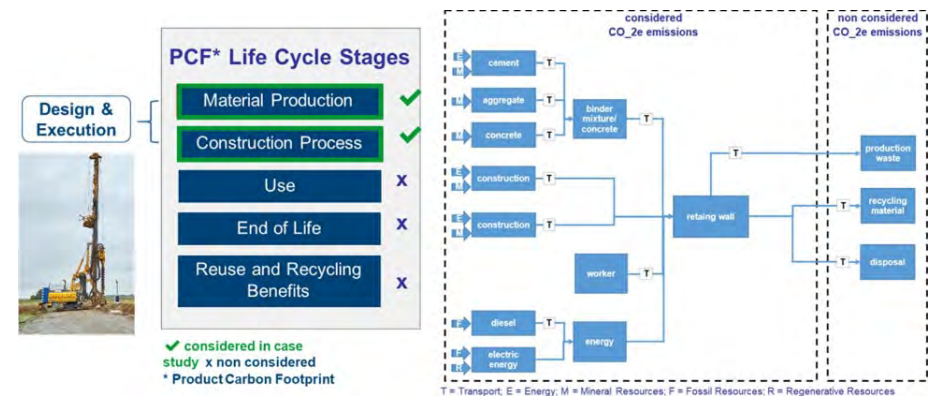 PCF* Life Cycle Stages
Design &
Execution
Material Production
Construction Process
Use
x
End of Life
x
Reuse and Recycling
Benefits
x
considered in case
study x non considered
* Product Carbon Footprint
considered
CO_2e emissions
non considered
CO_2e emissions
E
M
cement
T
M
aggregate
T
M
concrete
T
binder
mixture/
concrete
T
E
M
construction
T
E
M
construction
T
worker
T
F
diesel
T
F
R
electric
energy
energy
retaing wall
T
production
waste
T
recycling
material
T
disposal
T = Transport; E = Energy; M = Mineral Resources; F = Fossil Resources; R = Regenerative Resources